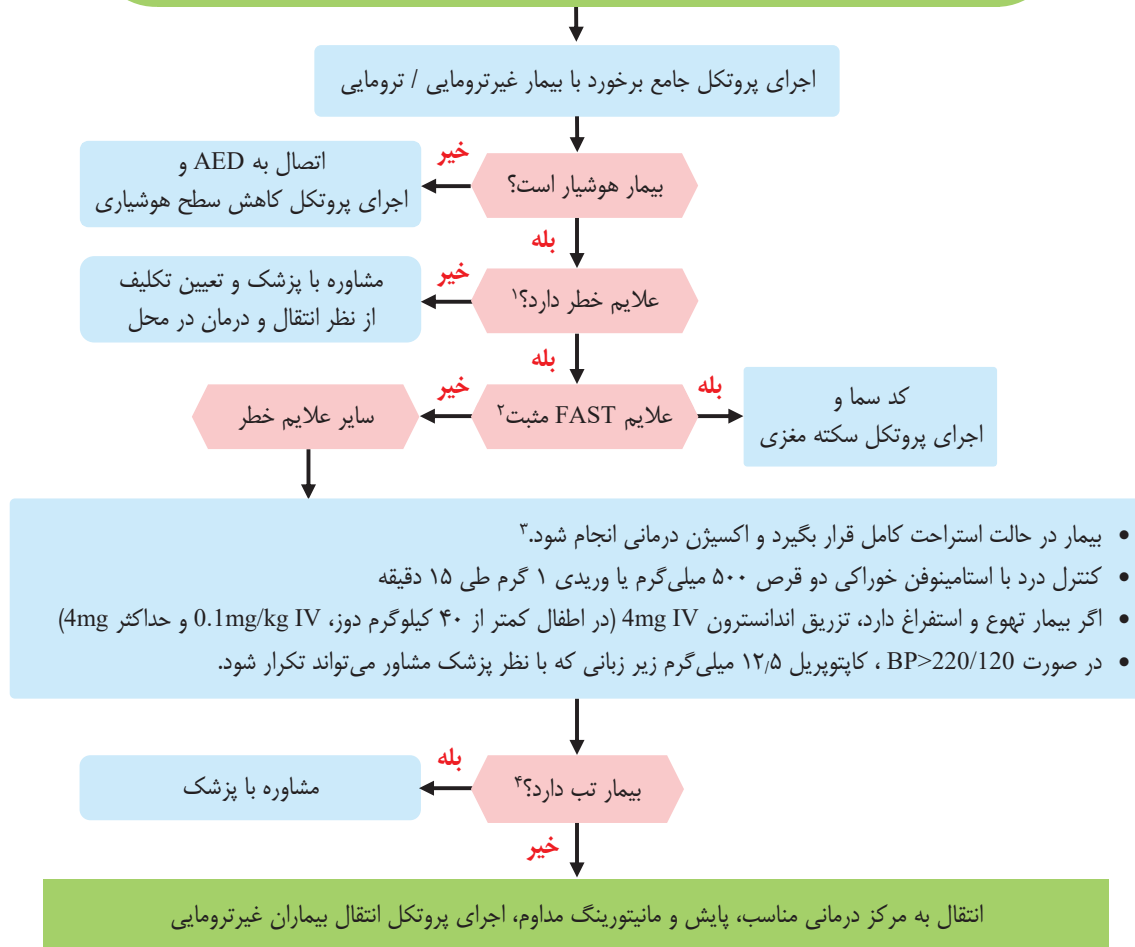 اجرای پروتکل جامع برخورد با بیمار غیرترومایی / ترومایی
بیمار هوشیار است؟
خیر
اتصال به AED و
اجرای پروتکل کاهش سطح هوشیاری
بله
علایم خطر دارد؟۱
خیر
مشاوره با پزشک و تعیین تکلیف
از نظر انتقال و درمان در محل
بله
علایم FAST مثبت۲
بله
کد سما و
اجرای پروتکل سکته مغزی
خیر
سایر علایم خطر
• بیمار در حالت استراحت کامل قرار بگیرد و اکسیژن درمانی انجام شود.۳
• کنترل درد با استامینوفن خوراکی دو قرص ۵۰۰ میلی‌گرم یا وریدی ۱ گرم طی ۱۵ دقیقه
• اگر بیمار تهوع و استفراغ دارد، تزریق اندانسترون 4mg IV (در اطفال کمتر از ۴۰ کیلوگرم دوز، 0.1mg/kg IV و حداکثر 4mg)
• در صورت BP>220/120 ، کاپتوپریل ۱۲٫۵ میلی‌گرم زیر زبانی که با نظر پزشک مشاور می‌تواند تکرار شود.
بیمار تب دارد؟۴
بله
مشاوره با پزشک
خیر
انتقال به مرکز درمانی مناسب، پایش و مانیتورینگ مداوم، اجرای پروتکل انتقال بیماران غیرترومایی